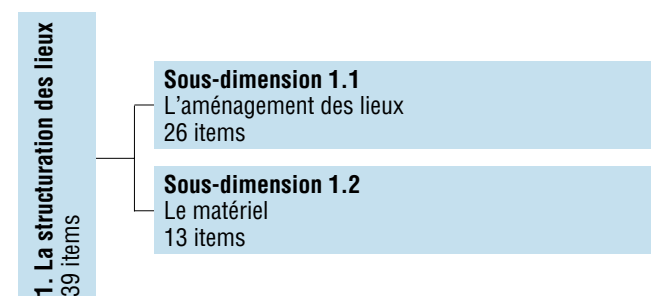 1. La structuration des lieux
39 items
Sous-dimension 1.1
L'aménagement des lieux
26 items
Sous-dimension 1.2
Le matériel
13 items